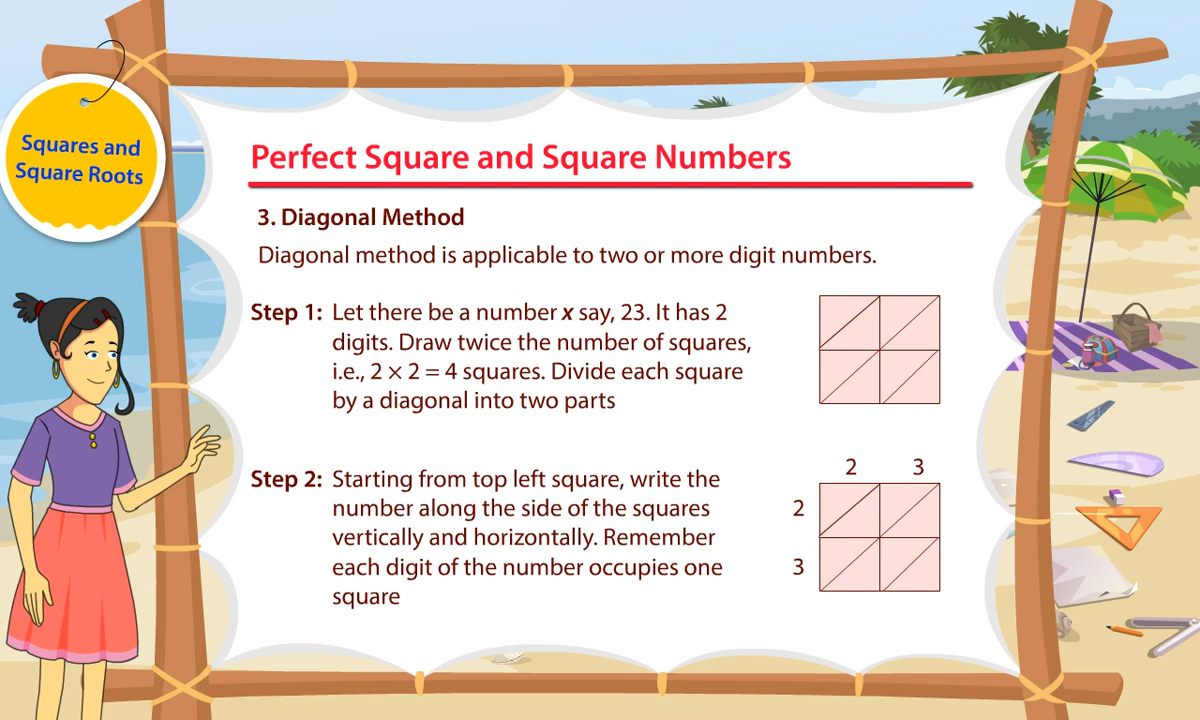 Squares and
Square Roots
Perfect Square and Square Numbers
3. Diagonal Method
Diagonal method is applicable to two or more digit numbers.
Step 1: Let there be a number x say, 23. It has 2
digits. Draw twice the number of squares,
i.e., 2 × 2 = 4 squares. Divide each square
by a diagonal into two parts
2 3
Step 2: Starting from top left square, write the
number along the side of the squares
vertically and horizontally. Remember
each digit of the number occupies one
square
2
3